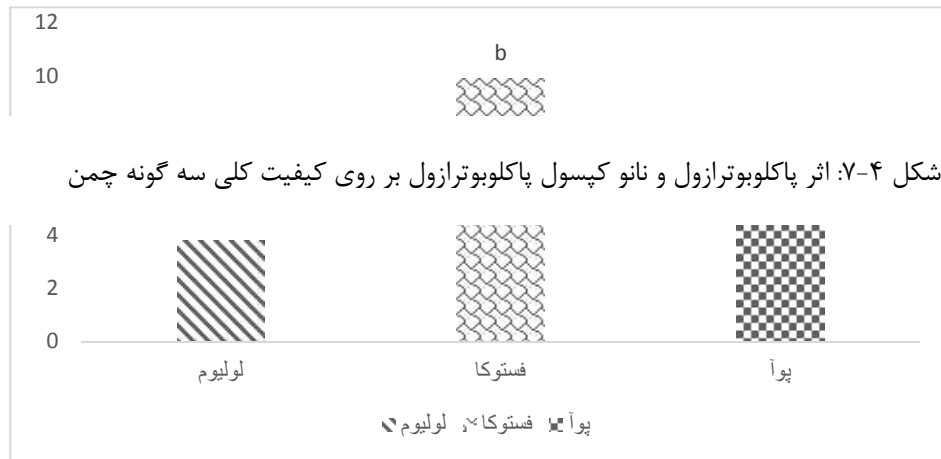 12
b
10
شکل ۴-۷: اثر پاکلوبوترازول و نانو کپسول پاکلوبوترازول بر روی کیفیت کلی سه گونه چمن
4
2
0
لولیوم فستوکا پوآ
لولیوم فستوکا پوآ